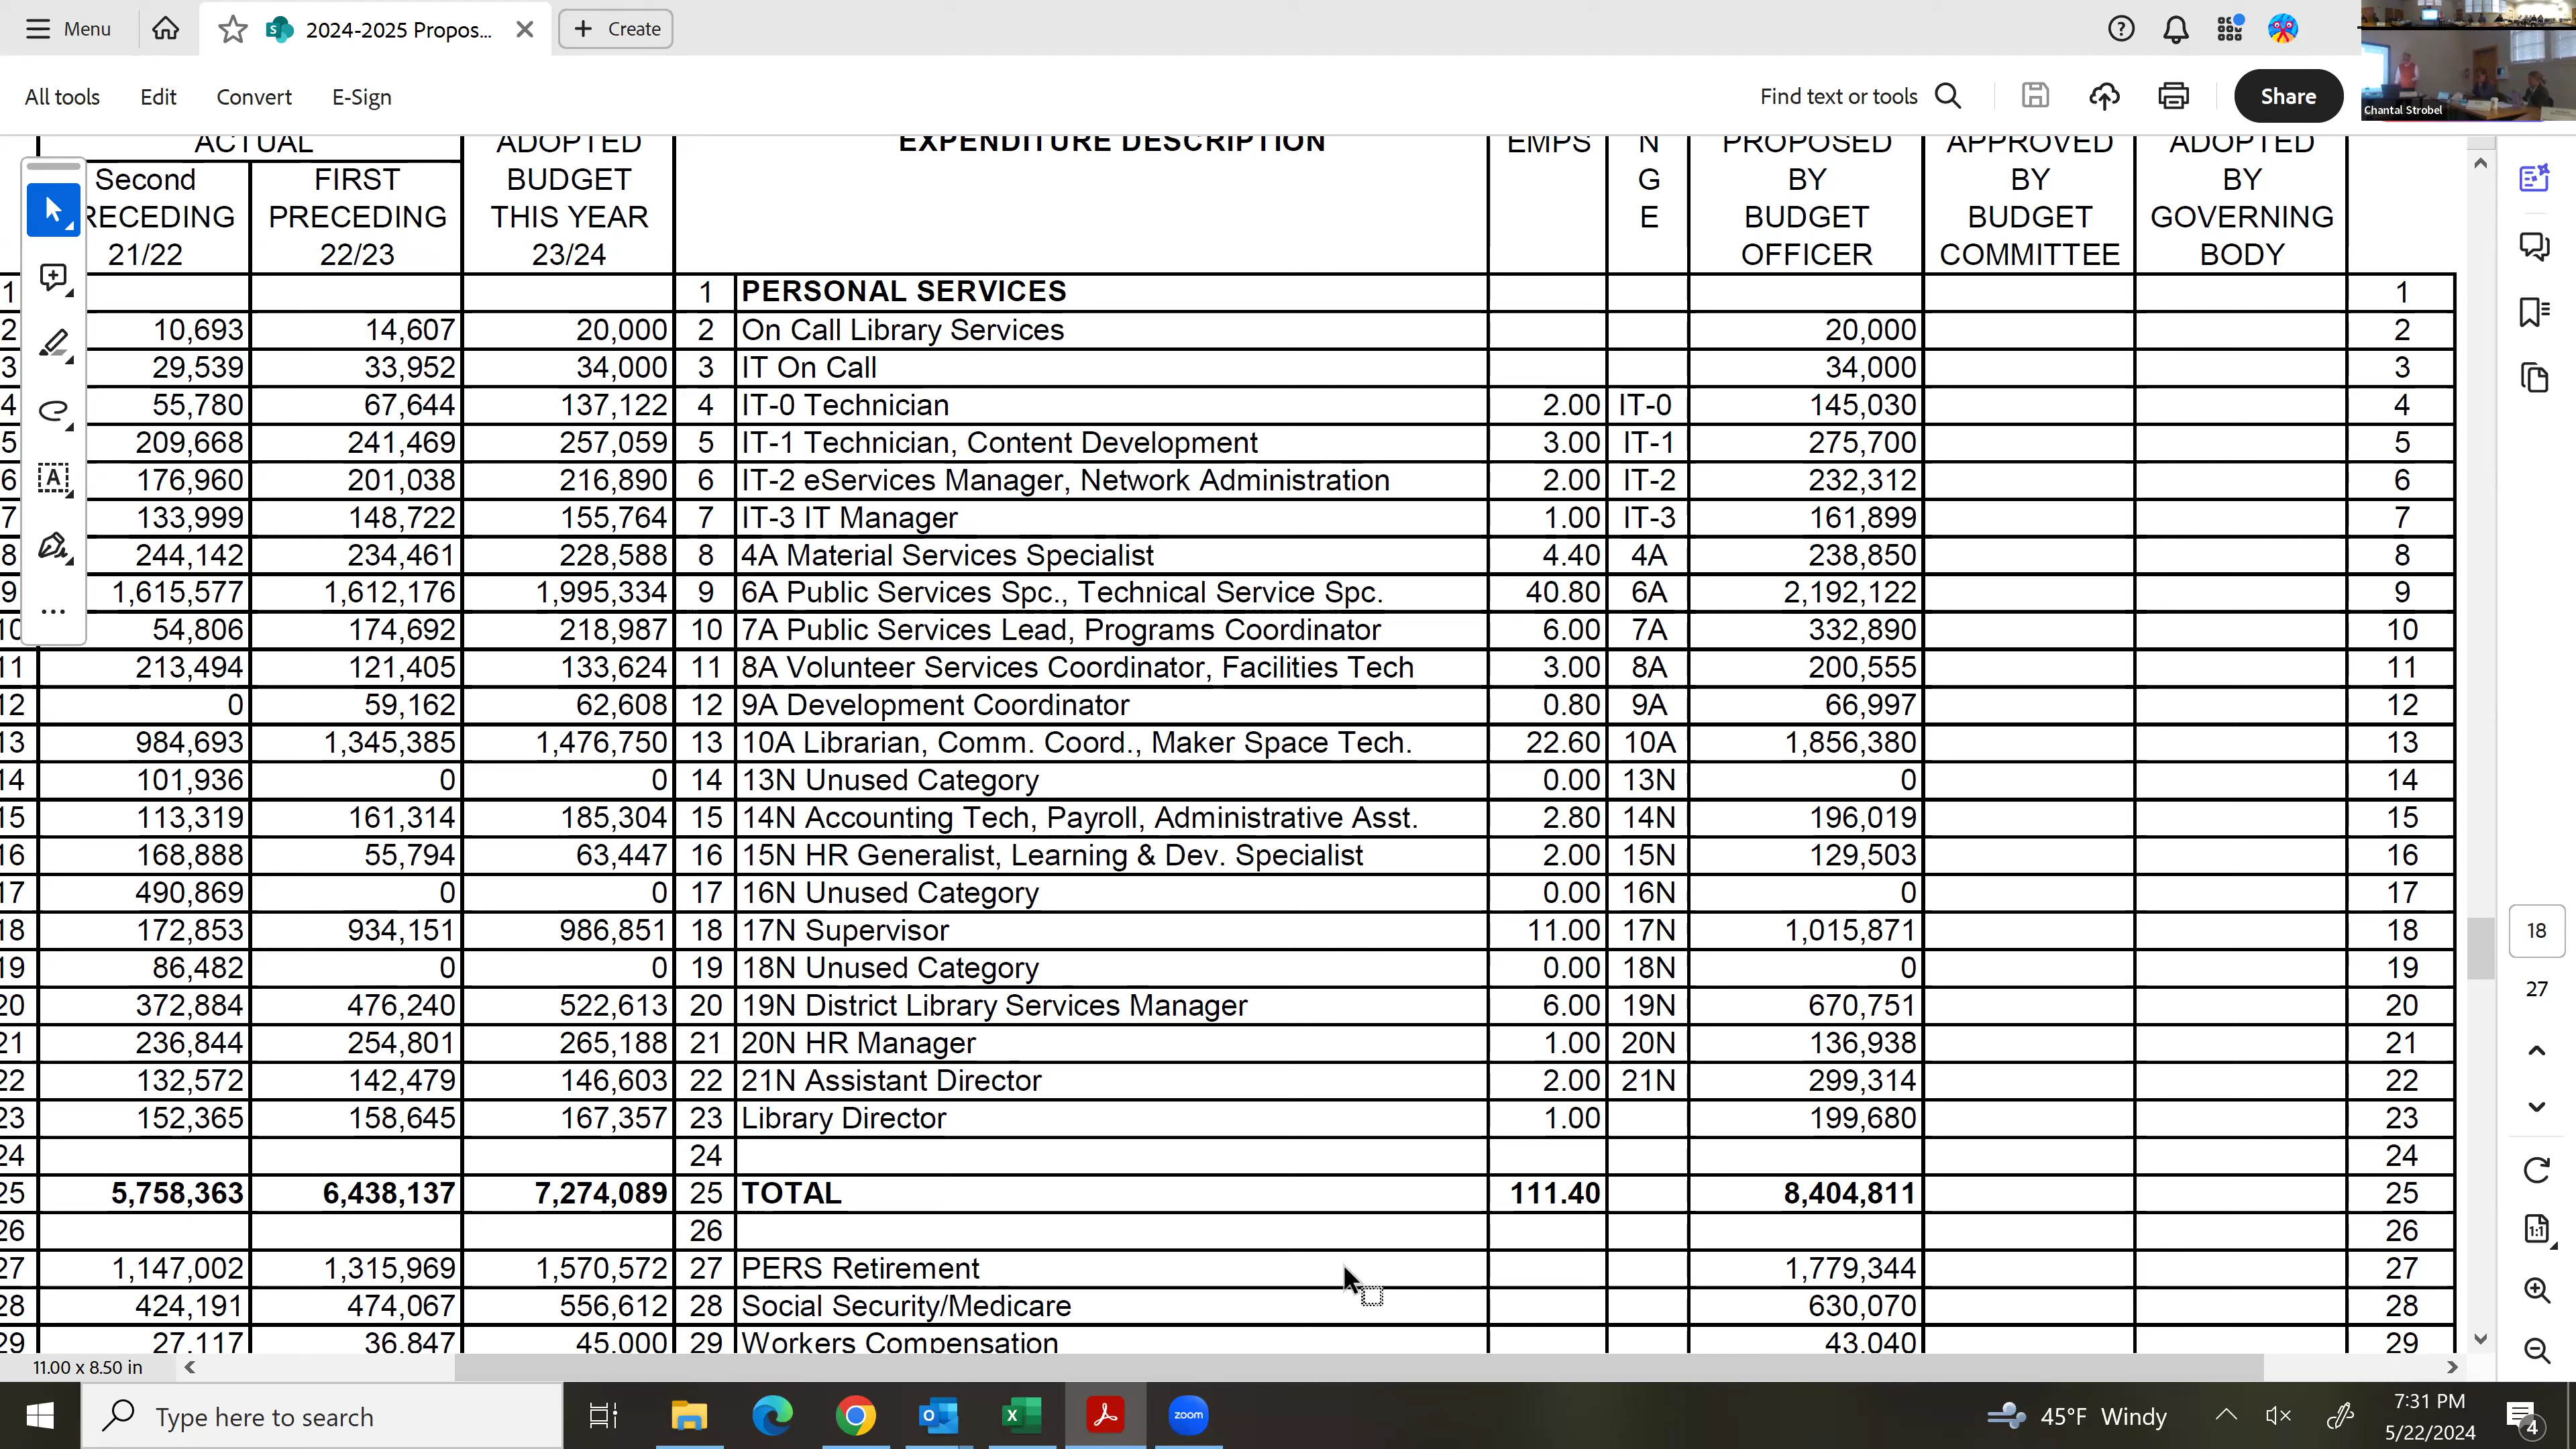 Menu 2024-2025 Propos... Create
Chantal Strobel
All tools Edit Convert E-Sign Find text or tools Share
ACTUAL ADOPTED EXPENDITURE DESCRIPTION EMPS N PROPOSED APPROVED ADOPTED
Second FIRST BUDGET G BY BY BY
RECEDING PRECEDING THIS YEAR E BUDGET BUDGET GOVERNING
21/22 22/23 23/24 OFFICER COMMITTEE BODY
1 1 PERSONAL SERVICES 1
2 10,693 14,607 20,000 2 On Call Library Services 20,000 2
3 29,539 33,952 34,000 3 IT On Call 34,000 3
4 55,780 67,644 137,122 4 IT-0 Technician 2.00 IT-0 145,030 4
5 209,668 241,469 257,059 5 IT-1 Technician, Content Development 3.00 IT-1 275,700 5
6 176,960 201,038 216,890 6 IT-2 eServices Manager, Network Administration 2.00 IT-2 232,312 6
7 133,999 148,722 155,764 7 IT-3 IT Manager 1.00 IT-3 161,899 7
8 244,142 234,461 228,588 8 4A Material Services Specialist 4.40 4A 238,850 8
9 1,615,577 1,612,176 1,995,334 9 6A Public Services Spc., Technical Service Spc. 40.80 6A 2,192,122 9
10 54,806 174,692 218,987 10 7A Public Services Lead, Programs Coordinator 6.00 7A 332,890 10
11 213,494 121,405 133,624 11 8A Volunteer Services Coordinator, Facilities Tech 3.00 8A 200,555 11
12 0 59,162 62,608 12 9A Development Coordinator 0.80 9A 66,997 12
13 984,693 1,345,385 1,476,750 13 10A Librarian, Comm. Coord., Maker Space Tech. 22.60 10A 1,856,380 13
14 101,936 0 0 14 13N Unused Category 0.00 13N 0 14
15 113,319 161,314 185,304 15 14N Accounting Tech, Payroll, Administrative Asst. 2.80 14N 196,019 15
16 168,888 55,794 63,447 16 15N HR Generalist, Learning & Dev. Specialist 2.00 15N 129,503 16
17 490,869 0 0 17 16N Unused Category 0.00 16N 0 17
18 172,853 934,151 986,851 18 17N Supervisor 11.00 17N 1,015,871 18
19 86,482 0 0 19 18N Unused Category 0.00 18N 0 19
20 372,884 476,240 522,613 20 19N District Library Services Manager 6.00 19N 670,751 20
21 236,844 254,801 265,188 21 20N HR Manager 1.00 20N 136,938 21
22 132,572 142,479 146,603 22 21N Assistant Director 2.00 21N 299,314 22
23 152,365 158,645 167,357 23 Library Director 1.00 199,680 23
24 24 24
25 5,758,363 6,438,137 7,274,089 25 TOTAL 111.40 8,404,811 25
26 26 26
27 1,147,002 1,315,969 1,570,572 27 PERS Retirement 1,779,344 27
28 424,191 474,067 556,612 28 Social Security/Medicare 630,070 28
29 27,117 36,847 45,000 29 Workers Compensation 43,040 29
18
27
11.00 x 8.50 in
Type here to search zoom 45°F Windy 7:31 PM
5/22/2024 4